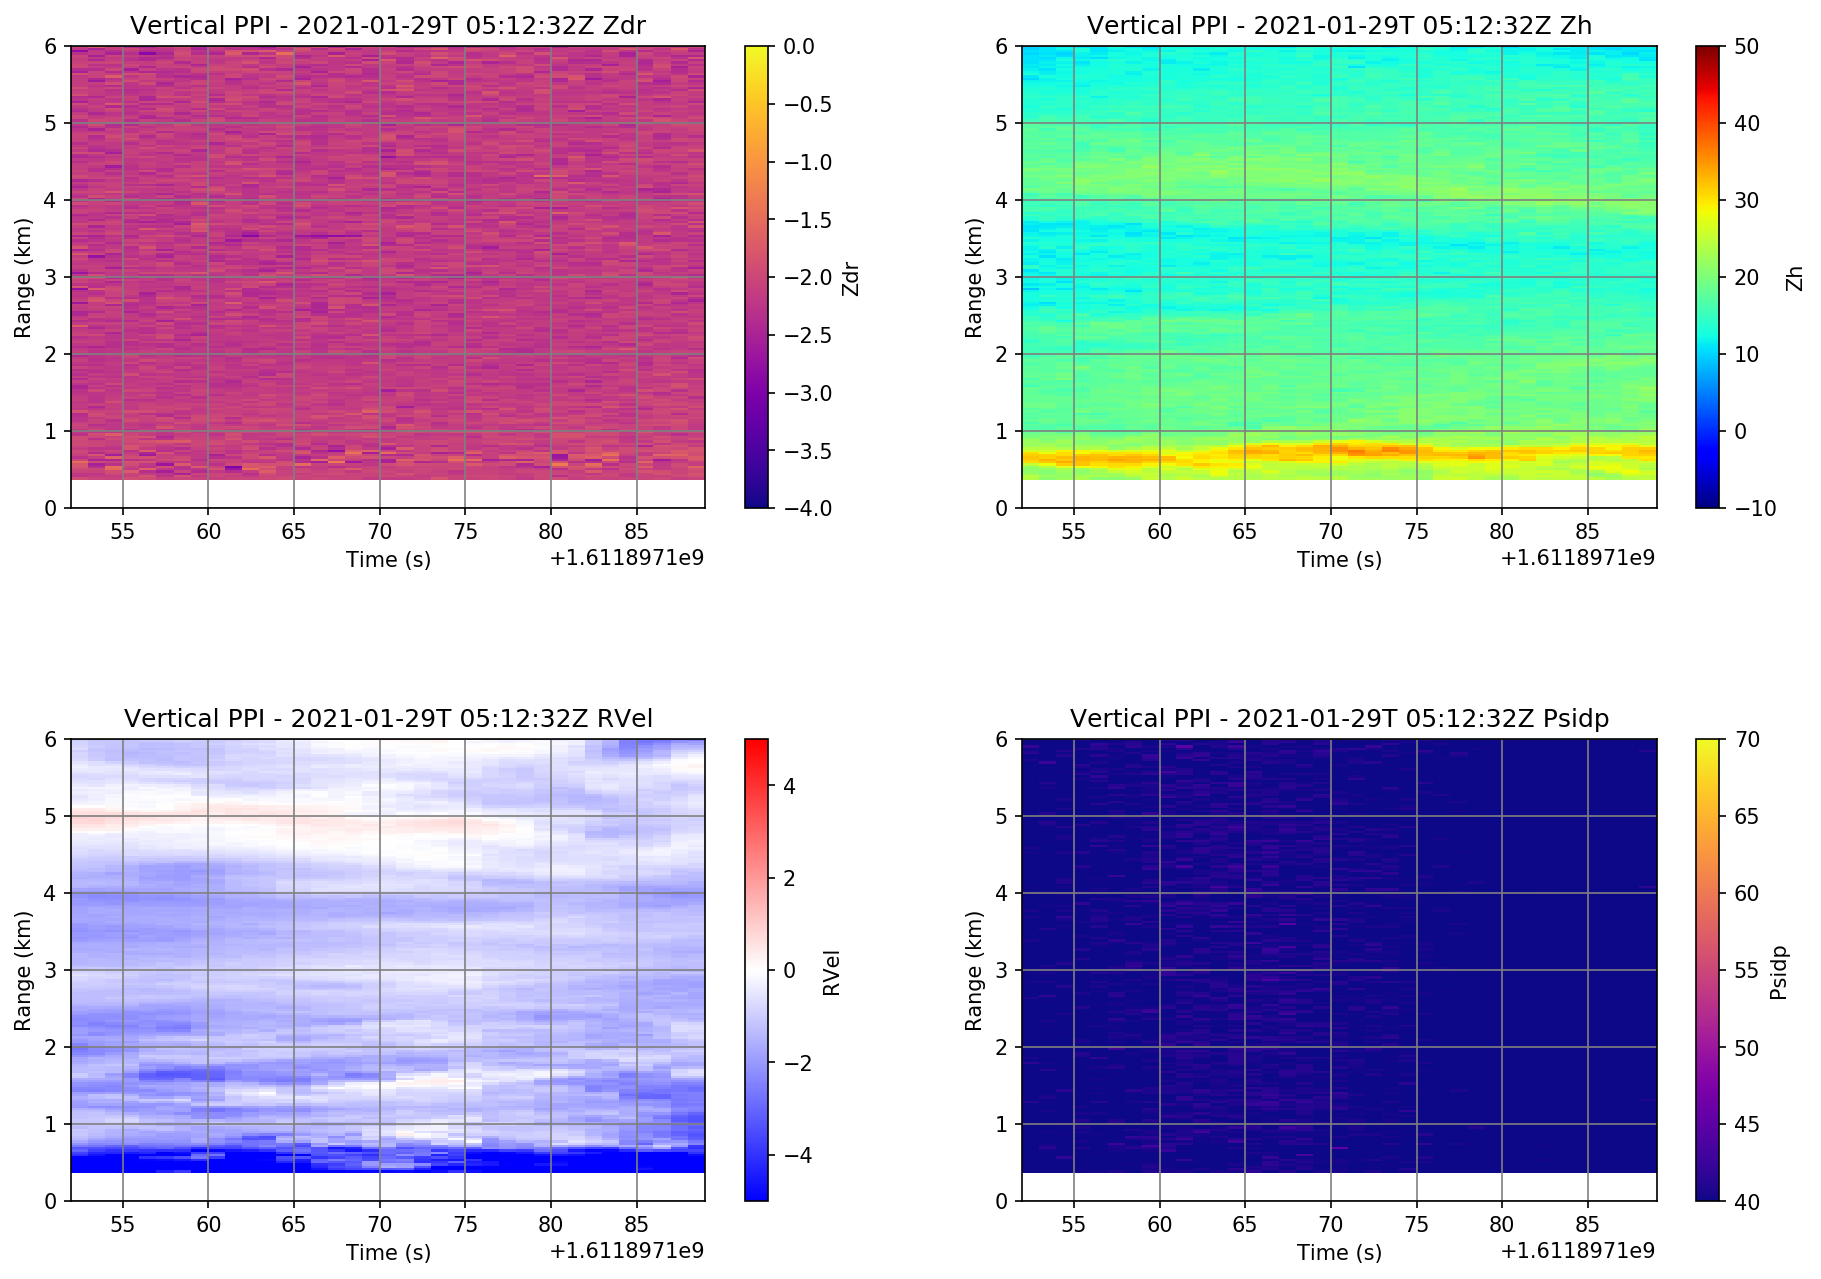 Vertical PPI - 2021-01-29T 05:12:32Z Zdr
6
5
4
3
2
1
0
Range (km)
55 60 65 70 75 80 85
Time (s)
+1.6118971e9
0.0
−0.5
−1.0
−1.5
−2.0
−2.5
−3.0
−3.5
−4.0
Zdr
Vertical PPI - 2021-01-29T 05:12:32Z Zh
6
5
4
3
2
1
0
Range (km)
55 60 65 70 75 80 85
Time (s)
+1.6118971e9
50
40
30
20
10
0
−10
Zh
Vertical PPI - 2021-01-29T 05:12:32Z RVel
6
5
4
3
2
1
0
Range (km)
55 60 65 70 75 80 85
Time (s)
+1.6118971e9
4
2
0
−2
−4
RVel
Vertical PPI - 2021-01-29T 05:12:32Z Psidp
6
5
4
3
2
1
0
Range (km)
55 60 65 70 75 80 85
Time (s)
+1.6118971e9
70
65
60
55
50
45
40
Psidp